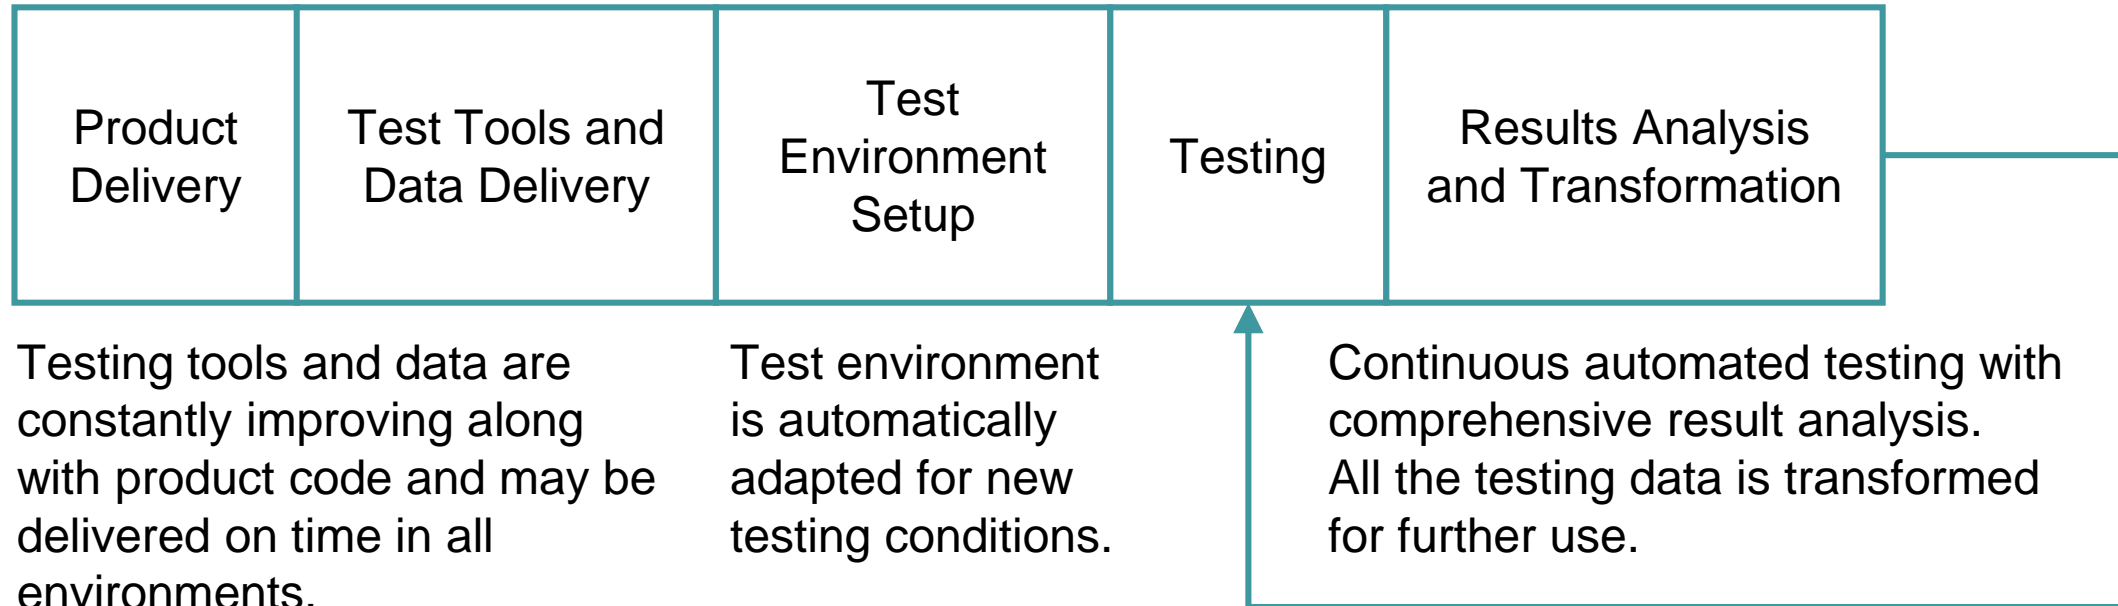 Product
Delivery
Test Tools and
Data Delivery
Test
Environment
Setup
Testing
Results Analysis
and Transformation
Testing tools and data are
constantly improving along
with product code and may be
delivered on time in all
environments.
Test environment
is automatically
adapted for new
testing conditions.
Continuous automated testing with
comprehensive result analysis.
All the testing data is transformed
for further use.